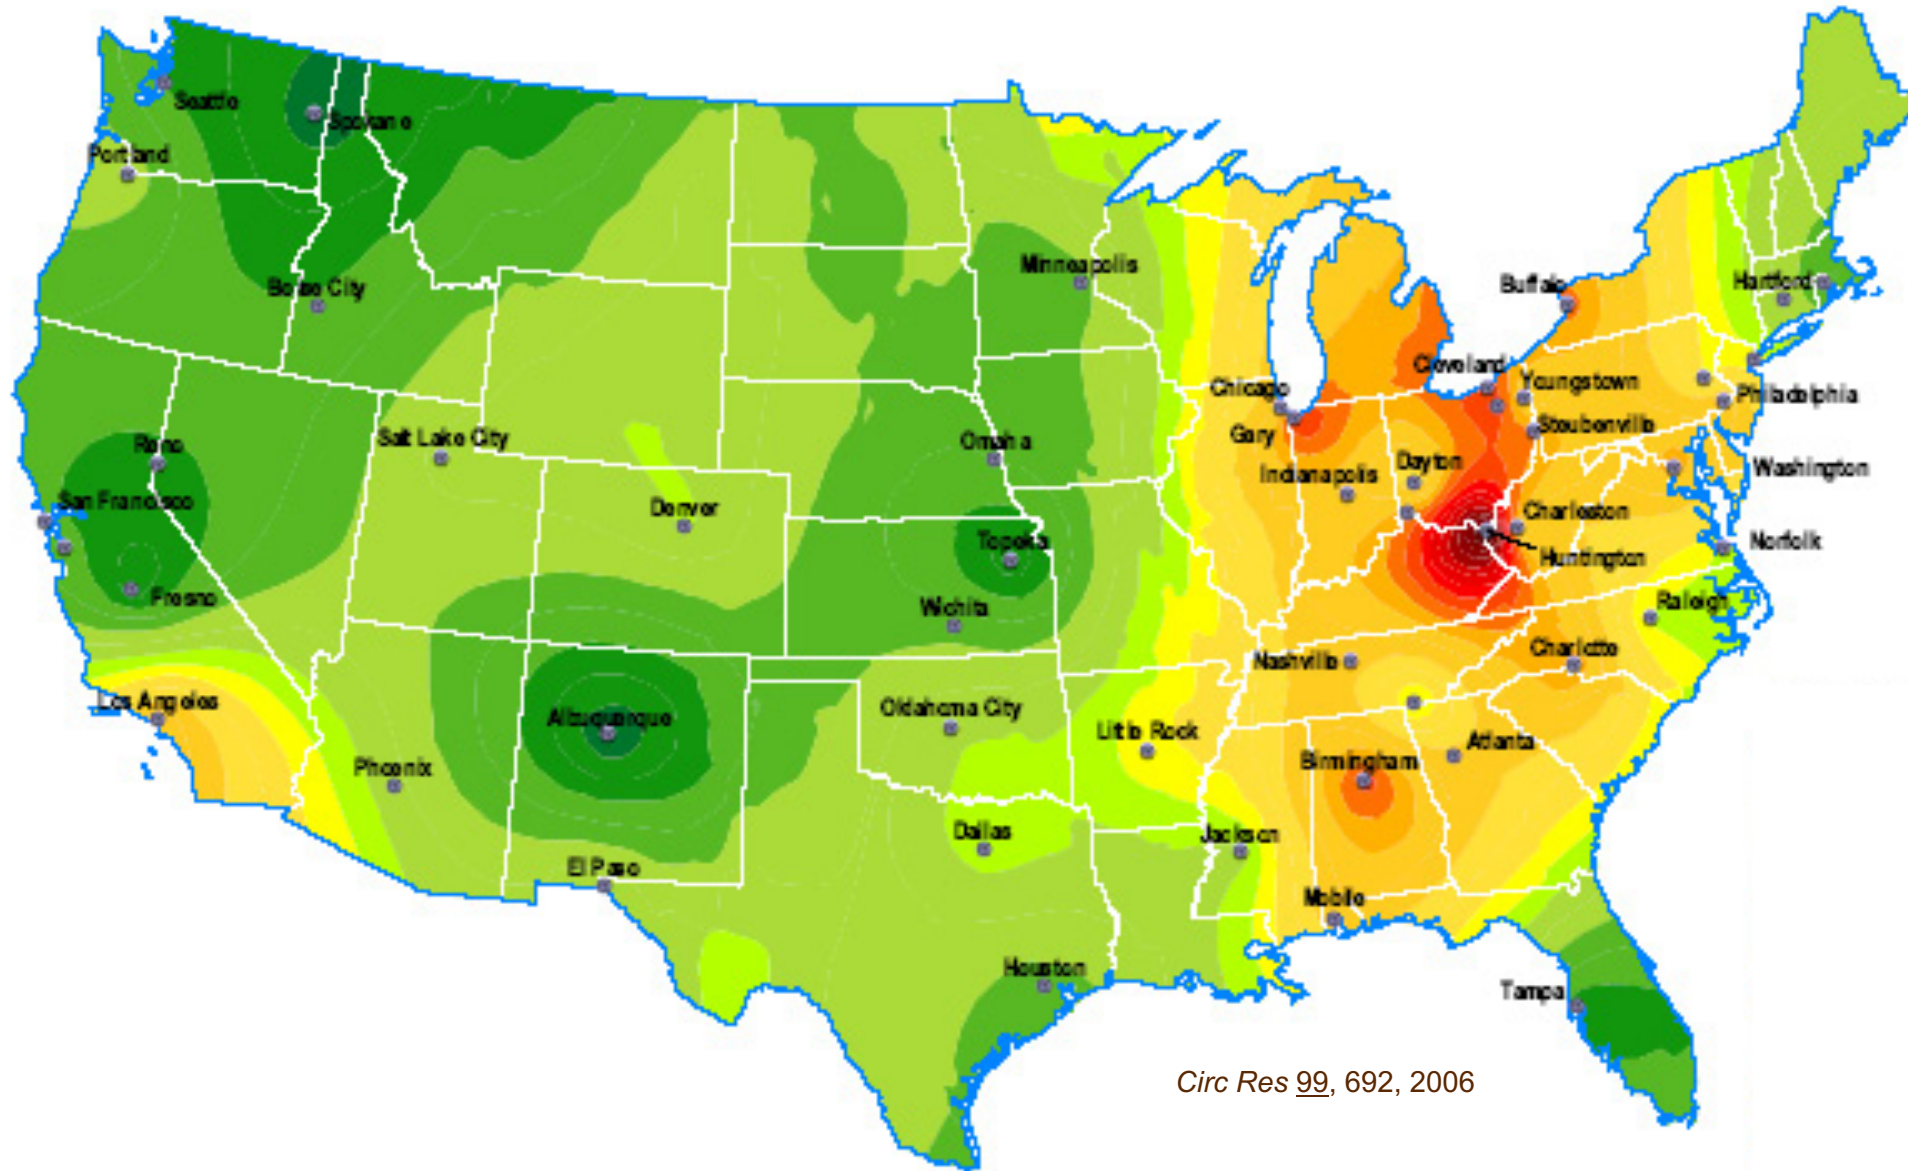 Seattle
Spokane
Portland
Boise City
Minneapolis
Buffalo
Hartford
Cleveland
Youngstown
Chicago
Philadelphia
Gary
Steubenville
Reno
Salt Lake City
Omaha
Indianapolis
Dayton
Washington
San Francisco
Denver
Charleston
Topeka
Huntington
Norfolk
Fresno
Wichita
Raleigh
Nashville
Charlotte
Los Angeles
Albuquerque
Oklahoma City
Little Rock
Atlanta
Phoenix
Birmingham
Dallas
Jackson
El Paso
Mobile
Houston
Tampa
Circ Res 99, 692, 2006